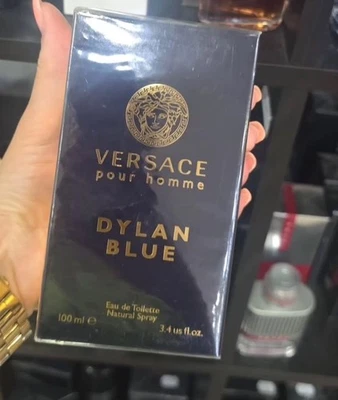 VERSACE
pour homme
DYLAN
BLUE
Eau de Toilette
Natural Spray
100 ml e 3.4 us fl.oz.